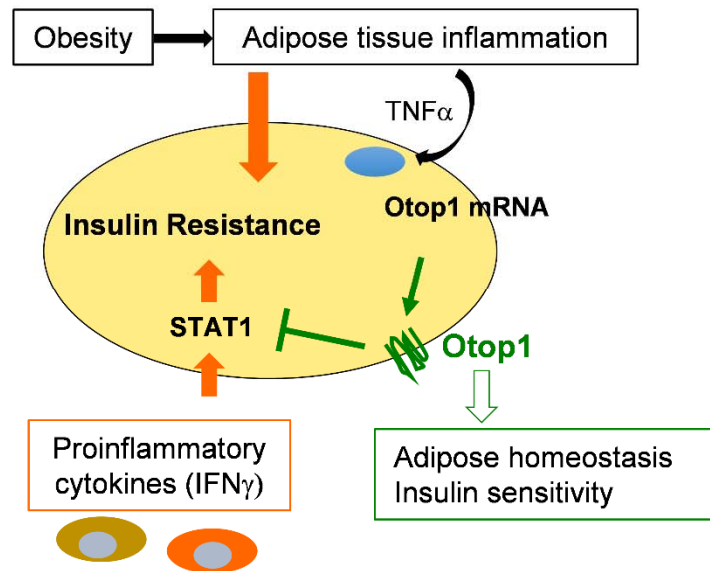 Obesity
Adipose tissue inflammation
TNFα
Otop1 mRNA
Insulin Resistance
STAT1
Otop1
Proinflammatory
cytokines (IFNγ)
Adipose homeostasis
Insulin sensitivity